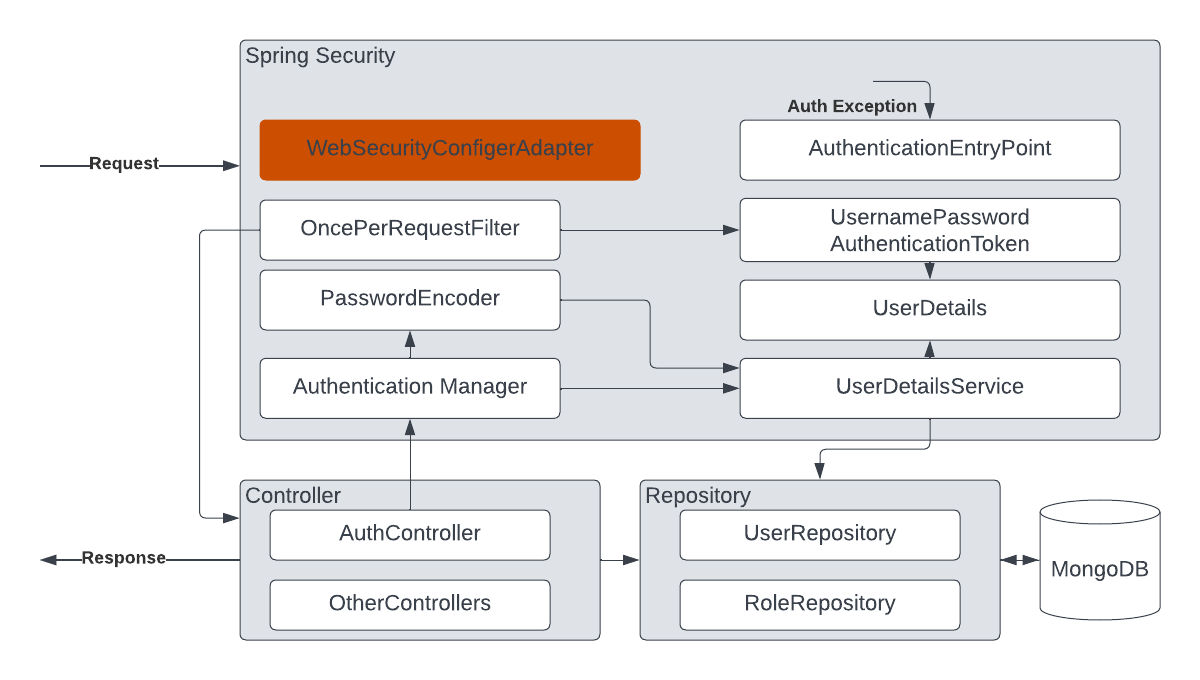 Spring Security
Auth Exception
WebSecurityConfigerAdapter
AuthenticationEntryPoint
Request
OncePerRequestFilter
UsernamePassword
AuthenticationToken
PasswordEncoder
UserDetails
Authentication Manager
UserDetailsService
Controller
Repository
AuthController
UserRepository
Response
MongoDB
OtherControllers
RoleRepository